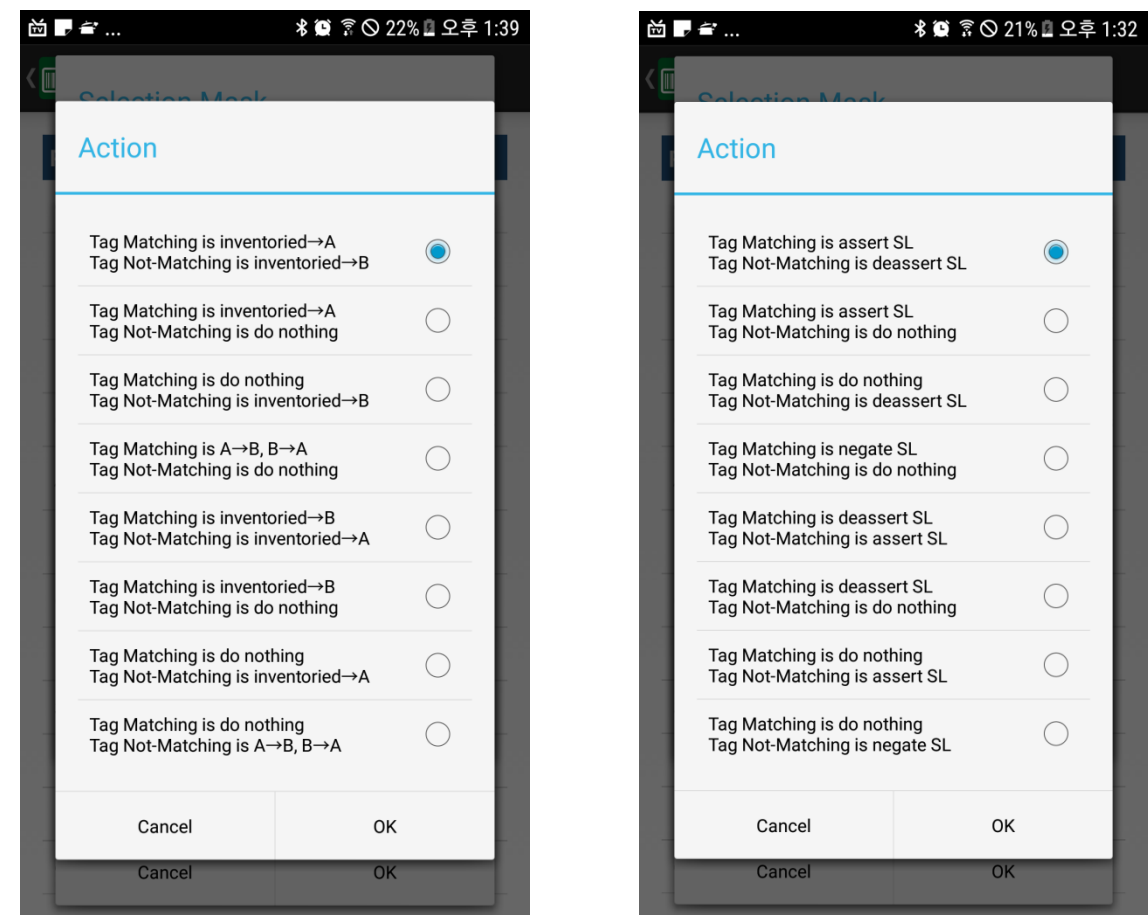 ... 22% 오후 1:39
Selection Mask
Action
Tag Matching is inventoried→A
Tag Not-Matching is inventoried→B
Tag Matching is inventoried→A
Tag Not-Matching is do nothing
Tag Matching is do nothing
Tag Not-Matching is inventoried→B
Tag Matching is A→B, B→A
Tag Not-Matching is do nothing
Tag Matching is inventoried→B
Tag Not-Matching is inventoried→A
Tag Matching is inventoried→B
Tag Not-Matching is do nothing
Tag Matching is do nothing
Tag Not-Matching is inventoried→A
Tag Matching is do nothing
Tag Not-Matching is A→B, B→A
Cancel OK
Cancel OK
... 21% 오후 1:32
Selection Mask
Action
Tag Matching is assert SL
Tag Not-Matching is deassert SL
Tag Matching is assert SL
Tag Not-Matching is do nothing
Tag Matching is do nothing
Tag Not-Matching is deassert SL
Tag Matching is negate SL
Tag Not-Matching is do nothing
Tag Matching is deassert SL
Tag Not-Matching is assert SL
Tag Matching is deassert SL
Tag Not-Matching is do nothing
Tag Matching is do nothing
Tag Not-Matching is assert SL
Tag Matching is do nothing
Tag Not-Matching is negate SL
Cancel OK
Cancel OK